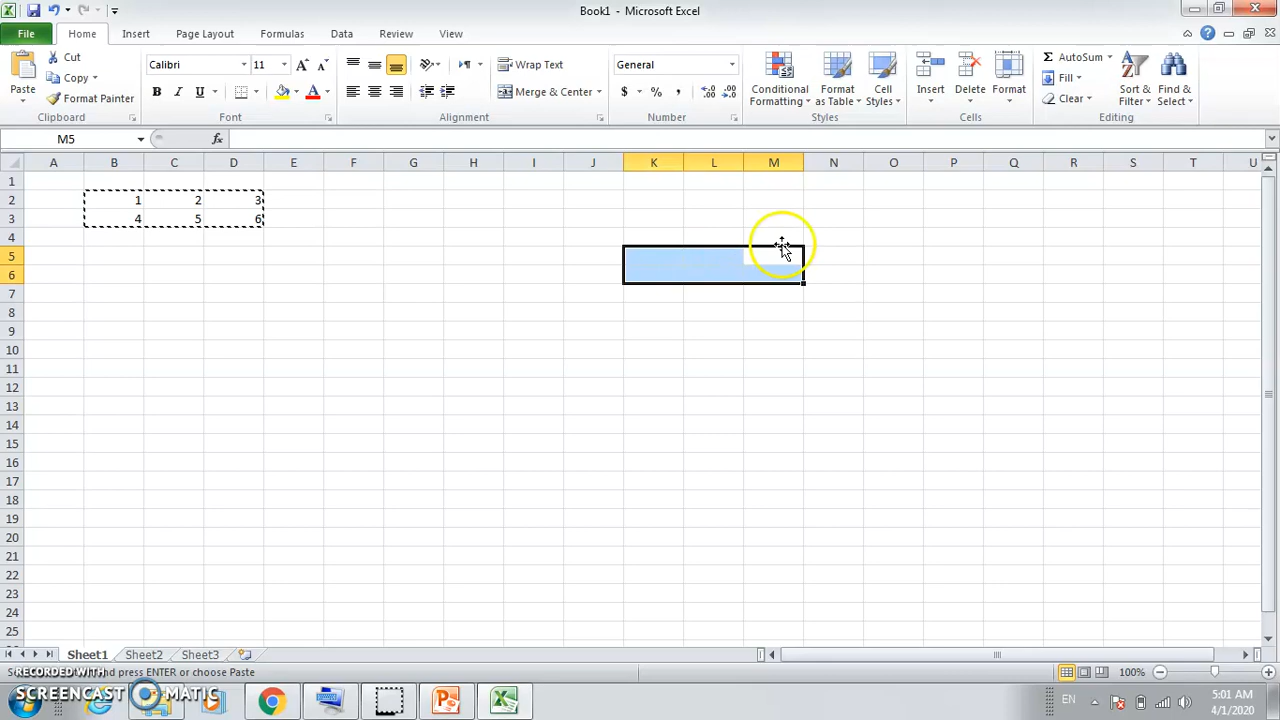 Book1 - Microsoft Excel
File Home Insert Page Layout Formulas Data Review View
Cut
Copy
Format Painter
Paste
Calibri 11
B I U
Wrap Text
Merge & Center
General
$ % ,
Conditional Formatting
Format as Table
Cell Styles
Insert Delete Format
Σ AutoSum
Fill
Clear
Sort & Filter
Find & Select
Clipboard Font Alignment Number Styles Cells Editing
M5 fx
A B C D E F G H I J K L M N O P Q R S T U
1
2 1 2 3
3 4 5 6
4
5
6
7
8
9
10
11
12
13
14
15
16
17
18
19
20
21
22
23
24
25
Sheet1 Sheet2 Sheet3
and press ENTER or choose Paste
100%
RECORDED WITH
SCREENCAST MATIC
EN
5:01 AM
4/1/2020